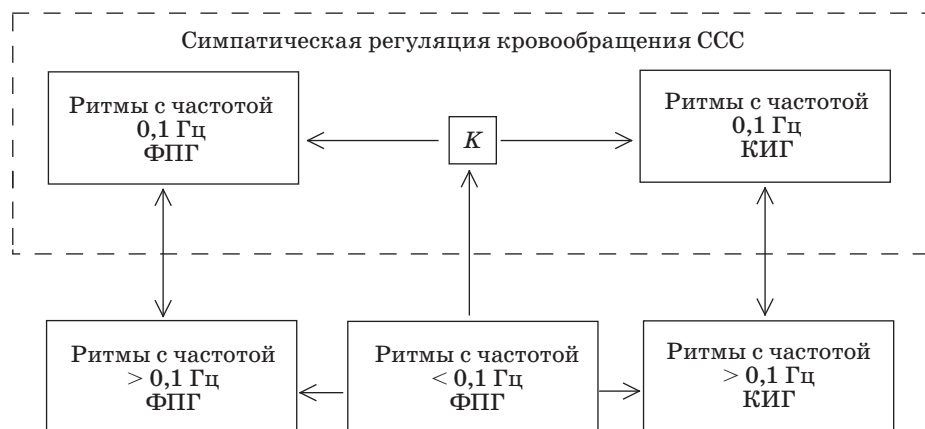 Симпатическая регуляция кровообращения ССС
Ритмы с частотой
0,1 Гц
ФПГ
K
Ритмы с частотой
0,1 Гц
КИГ
Ритмы с частотой
> 0,1 Гц
ФПГ
Ритмы с частотой
< 0,1 Гц
ФПГ
Ритмы с частотой
> 0,1 Гц
КИГ